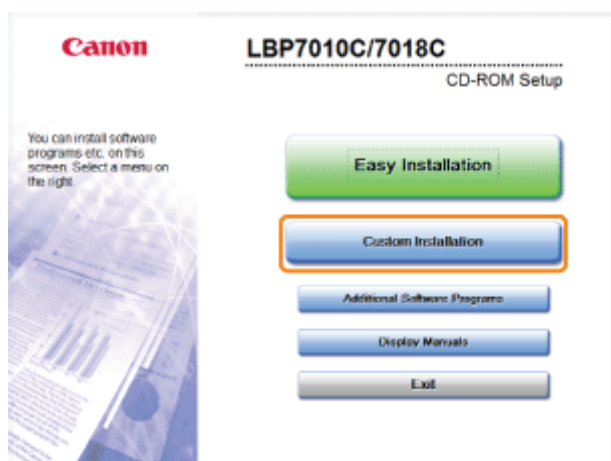 Canon
LBP7010C/7018C
CD-ROM Setup
You can install software
programs etc. on this
screen. Select a menu on
the right.
Easy Installation
Custom Installation
Additional Software Programs
Display Manuals
Exit